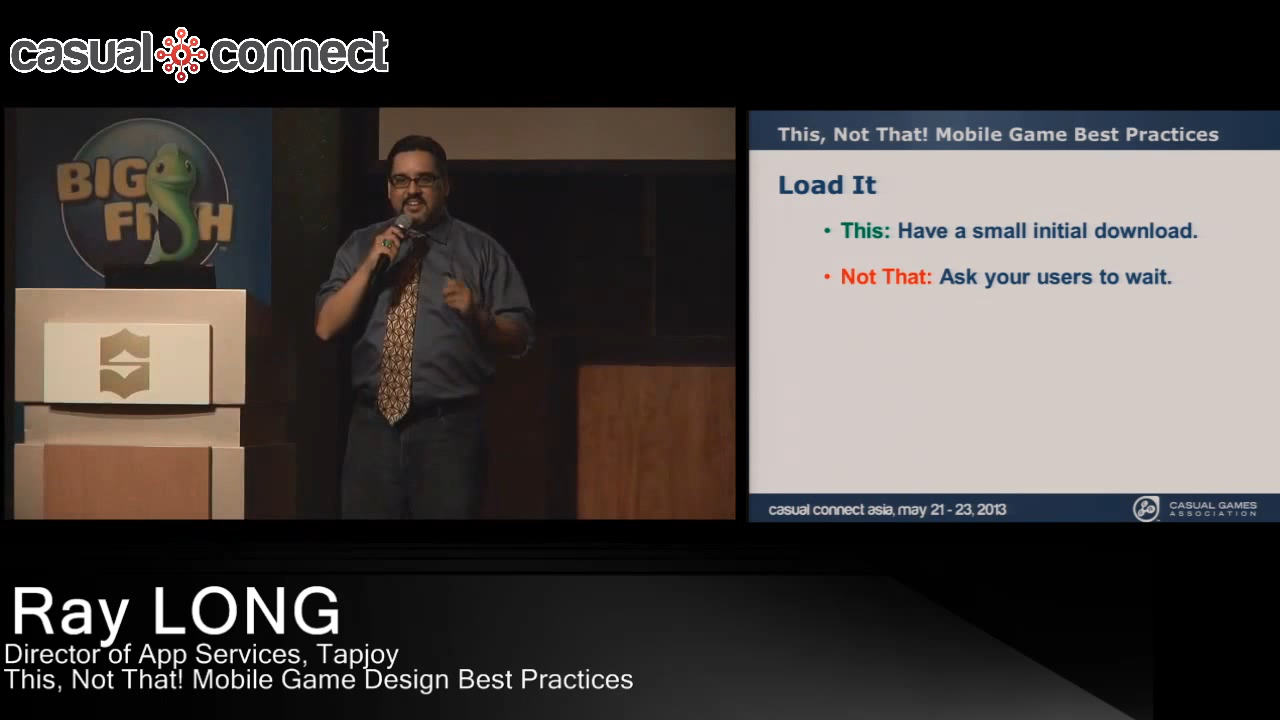 casual connect
BIG
FISH
This, Not That! Mobile Game Best Practices
Load It
• This: Have a small initial download.
• Not That: Ask your users to wait.
casual connect asia, may 21 - 23, 2013
CASUAL GAMES
ASSOCIATION
Ray LONG
Director of App Services, Tapjoy
This, Not That! Mobile Game Design Best Practices